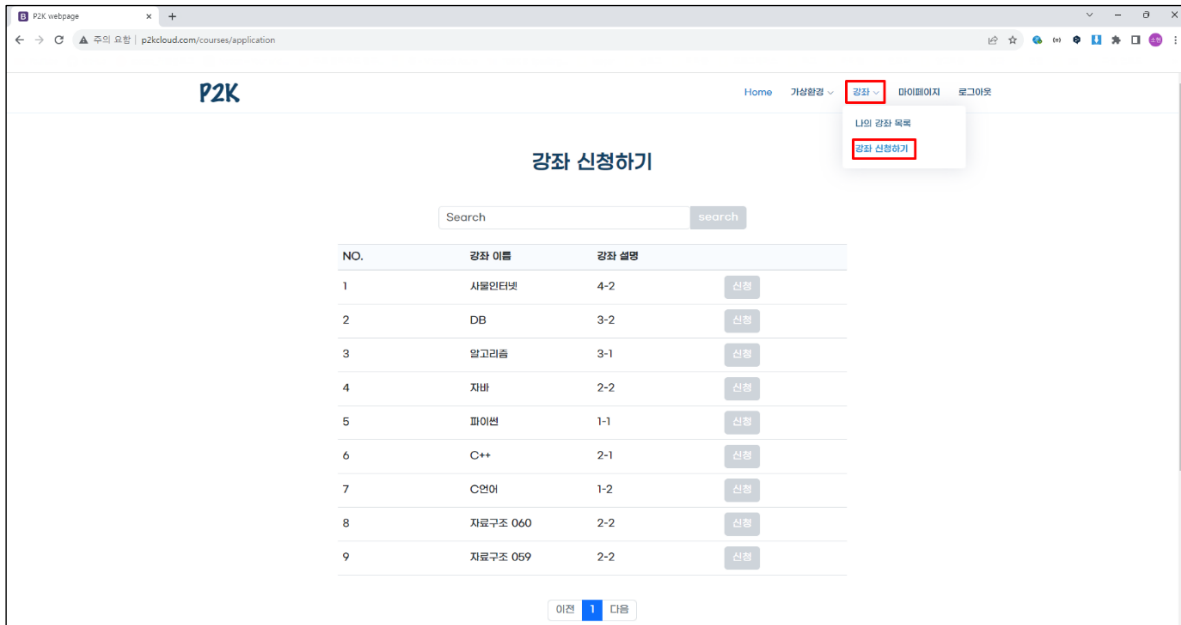 P2K webpage
주의 요함 | p2kcloud.com/courses/application
P2K
Home 가상환경 강좌 마이페이지 로그아웃
나의 강좌 목록
강좌 신청하기
강좌 신청하기
Search search
NO. 강좌 이름 강좌 설명
1 사물인터넷 4-2 신청
2 DB 3-2 신청
3 알고리즘 3-1 신청
4 자바 2-2 신청
5 파이썬 1-1 신청
6 C++ 2-1 신청
7 C언어 1-2 신청
8 자료구조 060 2-2 신청
9 자료구조 059 2-2 신청
이전 1 다음